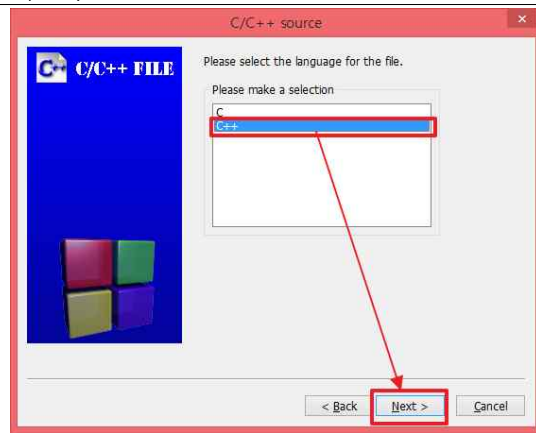 C/C++ source
C/C++ FILE
Please select the language for the file.
Please make a selection
C
C++
< Back
Next >
Cancel